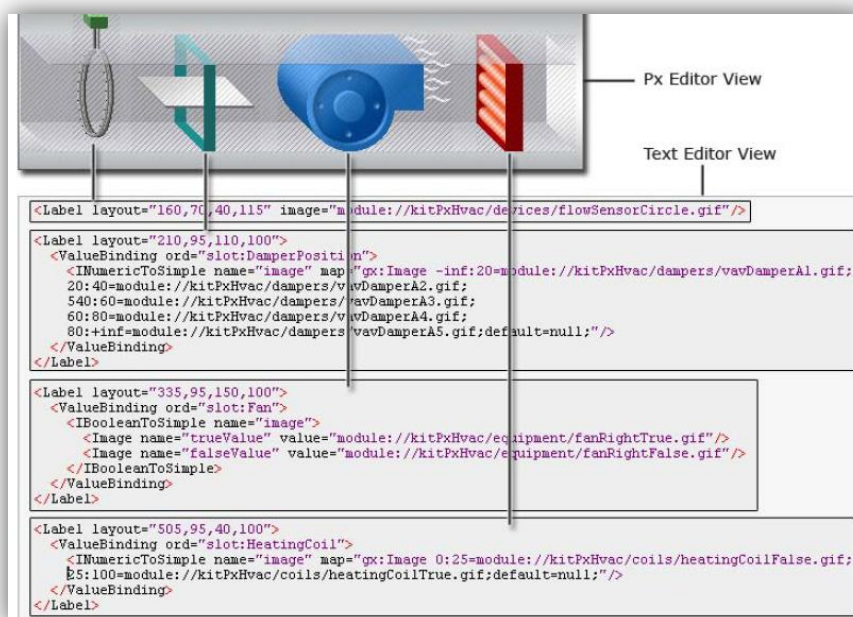 Px Editor View
Text Editor View
<Label layout="160,70,40,115" image="module://kitPxHvac/devices/flowSensorCircle.gif"/>
<Label layout="210,95,110,100">
<ValueBinding ord="slot:DamperPosition">
<INumericToSimple name="image" map="gx:Image -inf:20=module://kitPxHvac/dampers/vavDamperA1.gif;
20:40=module://kitPxHvac/dampers/vavDamperA2.gif;
540:60=module://kitPxHvac/dampers/vavDamperA3.gif;
60:80=module://kitPxHvac/dampers/vavDamperA4.gif;
80:+inf=module://kitPxHvac/dampers/vavDamperA5.gif;default=null;"/>
</ValueBinding>
</Label>
<Label layout="335,95,150,100">
<ValueBinding ord="slot:Fan">
<IBooleanToSimple name="image">
<Image name="trueValue" value="module://kitPxHvac/equipment/fanRightTrue.gif"/>
<Image name="falseValue" value="module://kitPxHvac/equipment/fanRightFalse.gif"/>
</IBooleanToSimple>
</ValueBinding>
</Label>
<Label layout="505,95,40,100">
<ValueBinding ord="slot:HeatingCoil">
<INumericToSimple name="image" map="gx:Image 0:25=module://kitPxHvac/coils/heatingCoilFalse.gif;
25:100=module://kitPxHvac/coils/heatingCoilTrue.gif;default=null;"/>
</ValueBinding>
</Label>